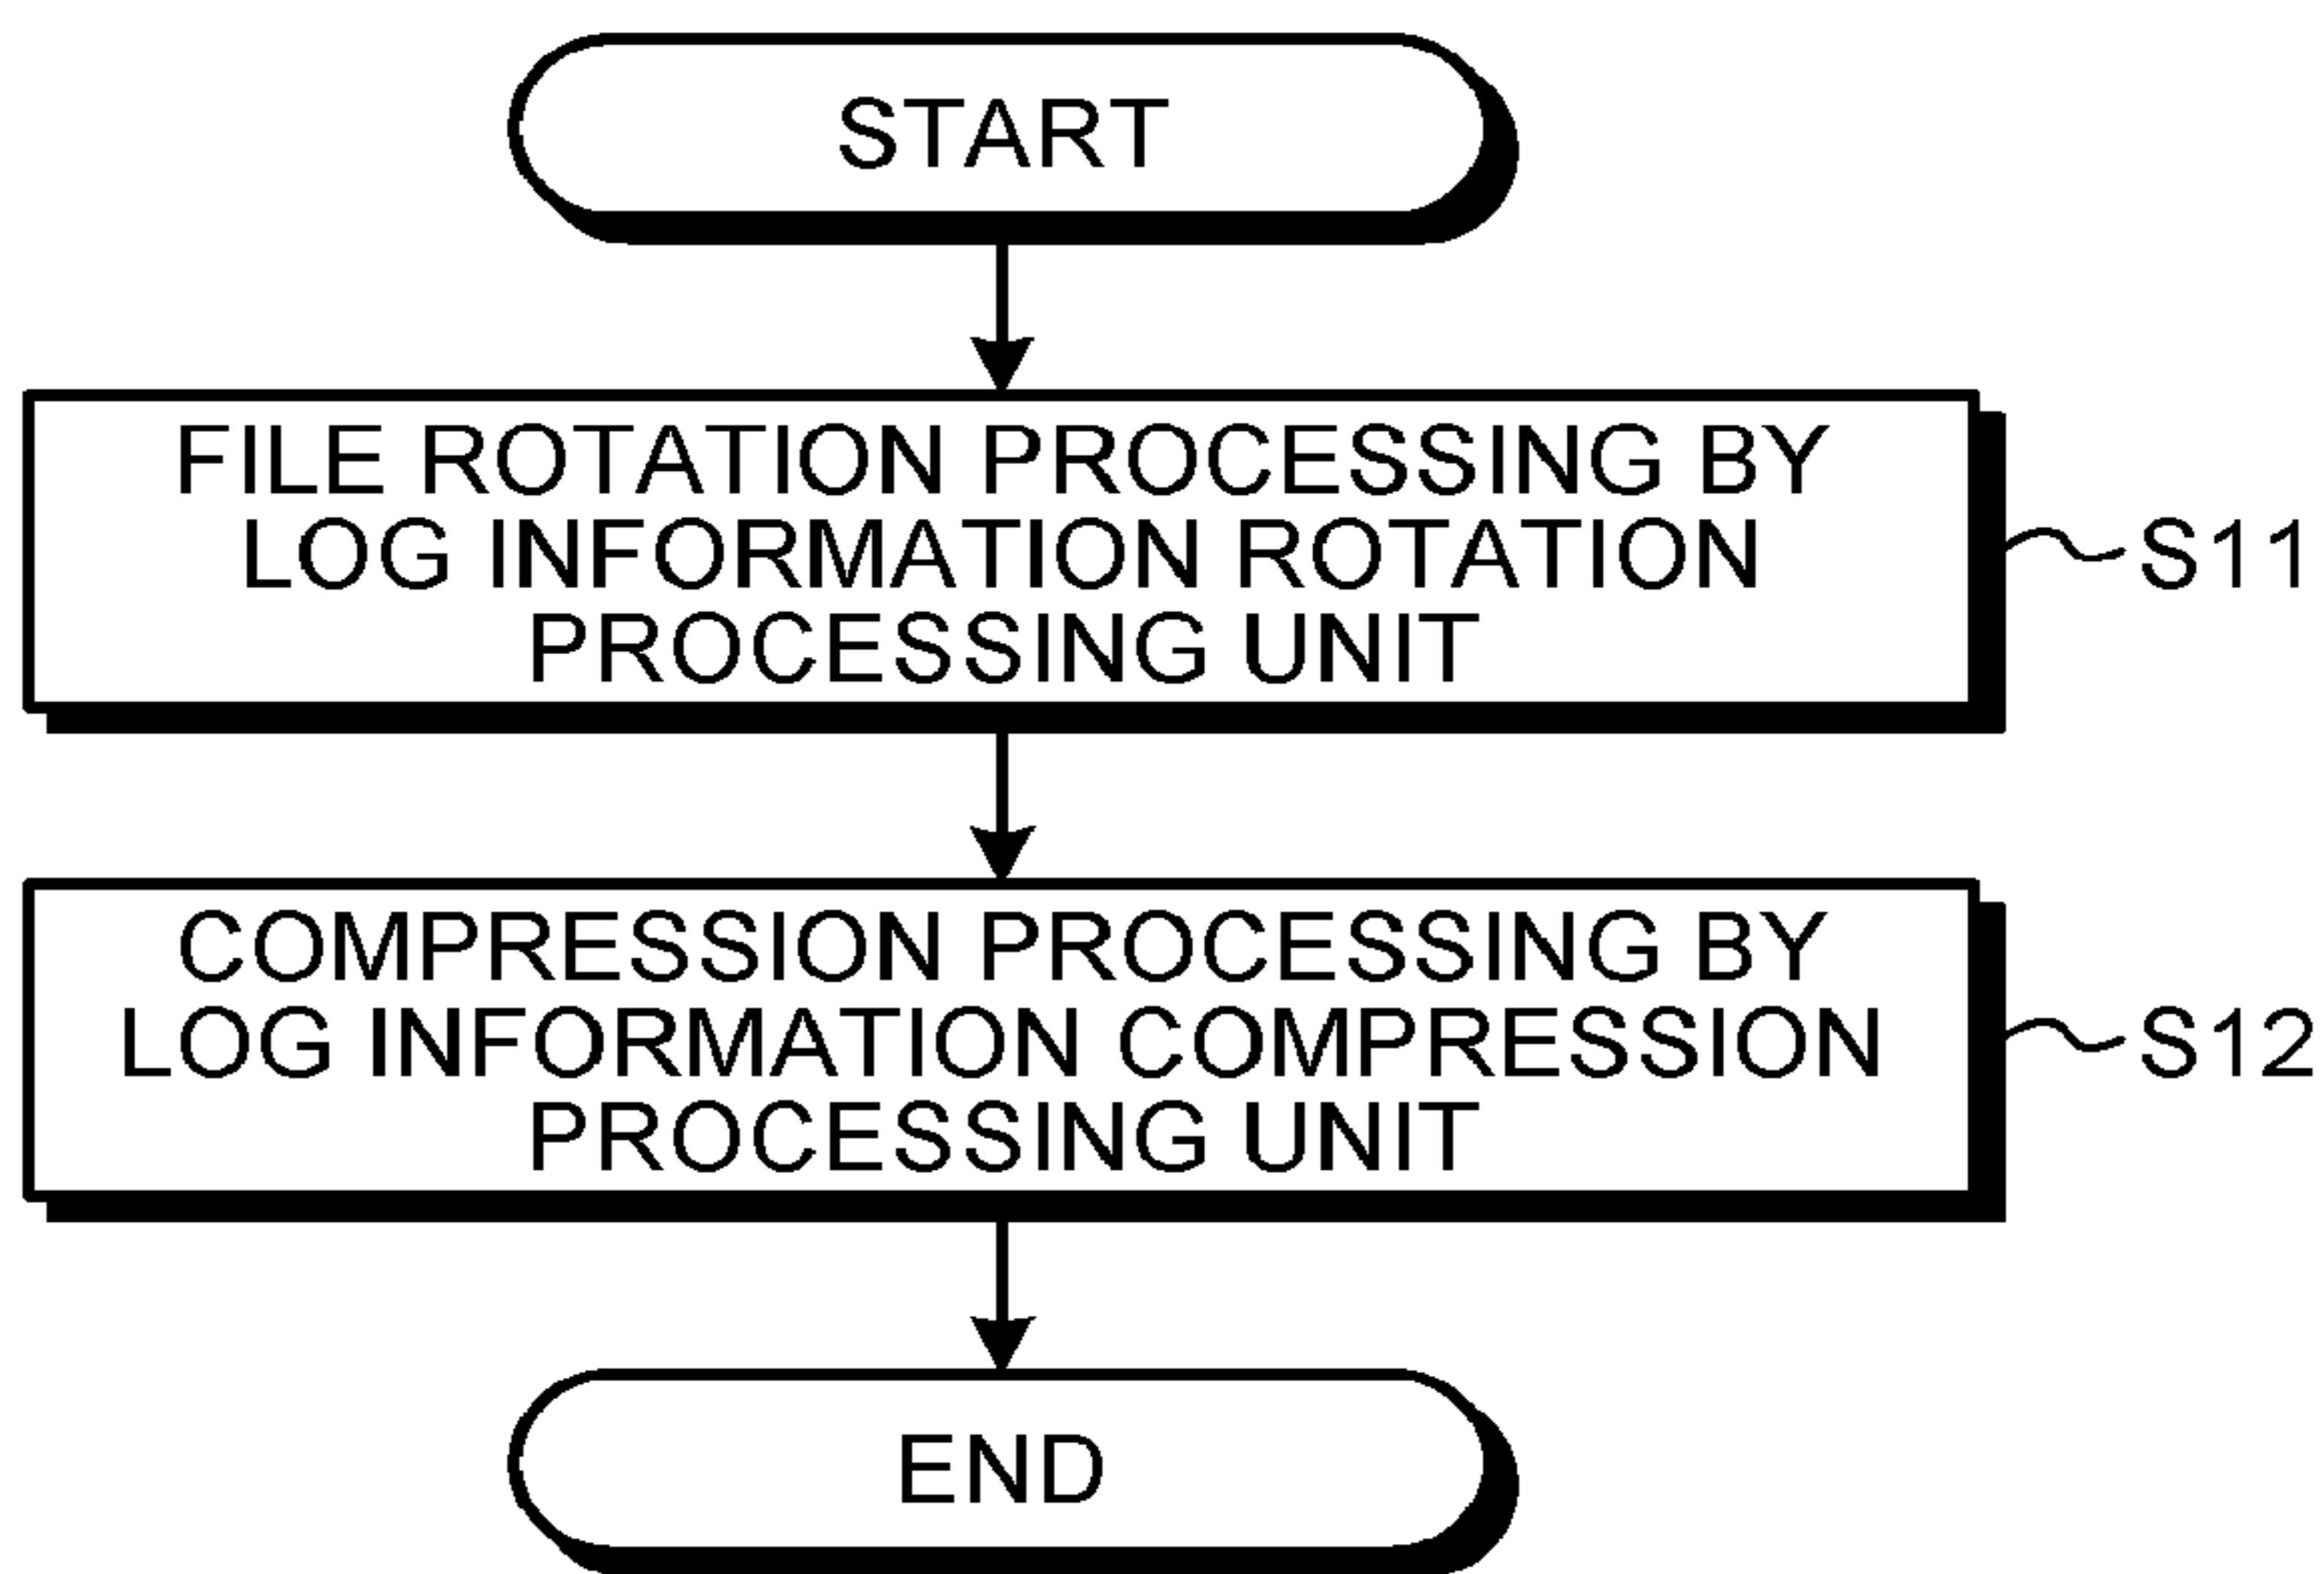 START
FILE ROTATION PROCESSING BY
LOG INFORMATION ROTATION
PROCESSING UNIT
S11
COMPRESSION PROCESSING BY
LOG INFORMATION COMPRESSION
PROCESSING UNIT
S12
END